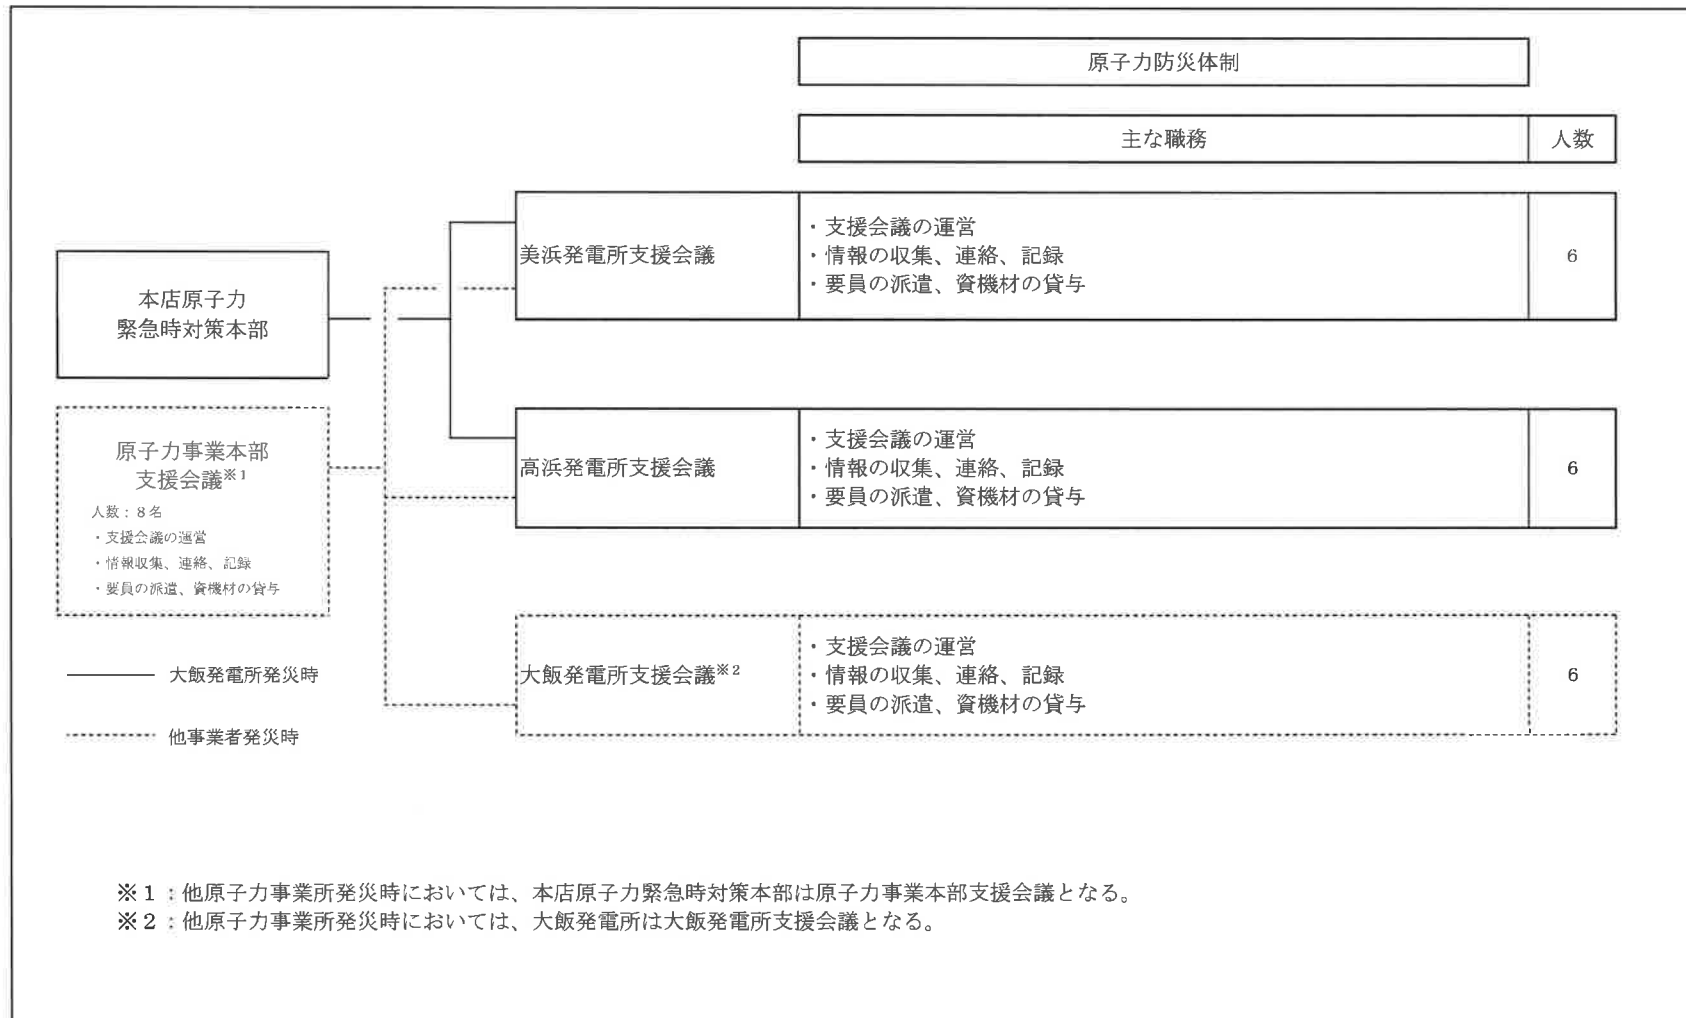 原子力防災体制
主な職務
人数
本店原子力
緊急時対策本部
美浜発電所支援会議
・支援会議の運営
・情報の収集、連絡、記録
・要員の派遣、資機材の貸与
6
原子力事業本部
支援会議※1
人数：8名
・支援会議の運営
・情報収集、連絡、記録
・要員の派遣、資機材の貸与
高浜発電所支援会議
・支援会議の運営
・情報の収集、連絡、記録
・要員の派遣、資機材の貸与
6
大飯発電所支援会議※2
・支援会議の運営
・情報の収集、連絡、記録
・要員の派遣、資機材の貸与
6
大飯発電所発災時
他事業者発災時
※１：他原子力事業所発災時においては、本店原子力緊急時対策本部は原子力事業本部支援会議となる。
※２：他原子力事業所発災時においては、大飯発電所は大飯発電所支援会議となる。